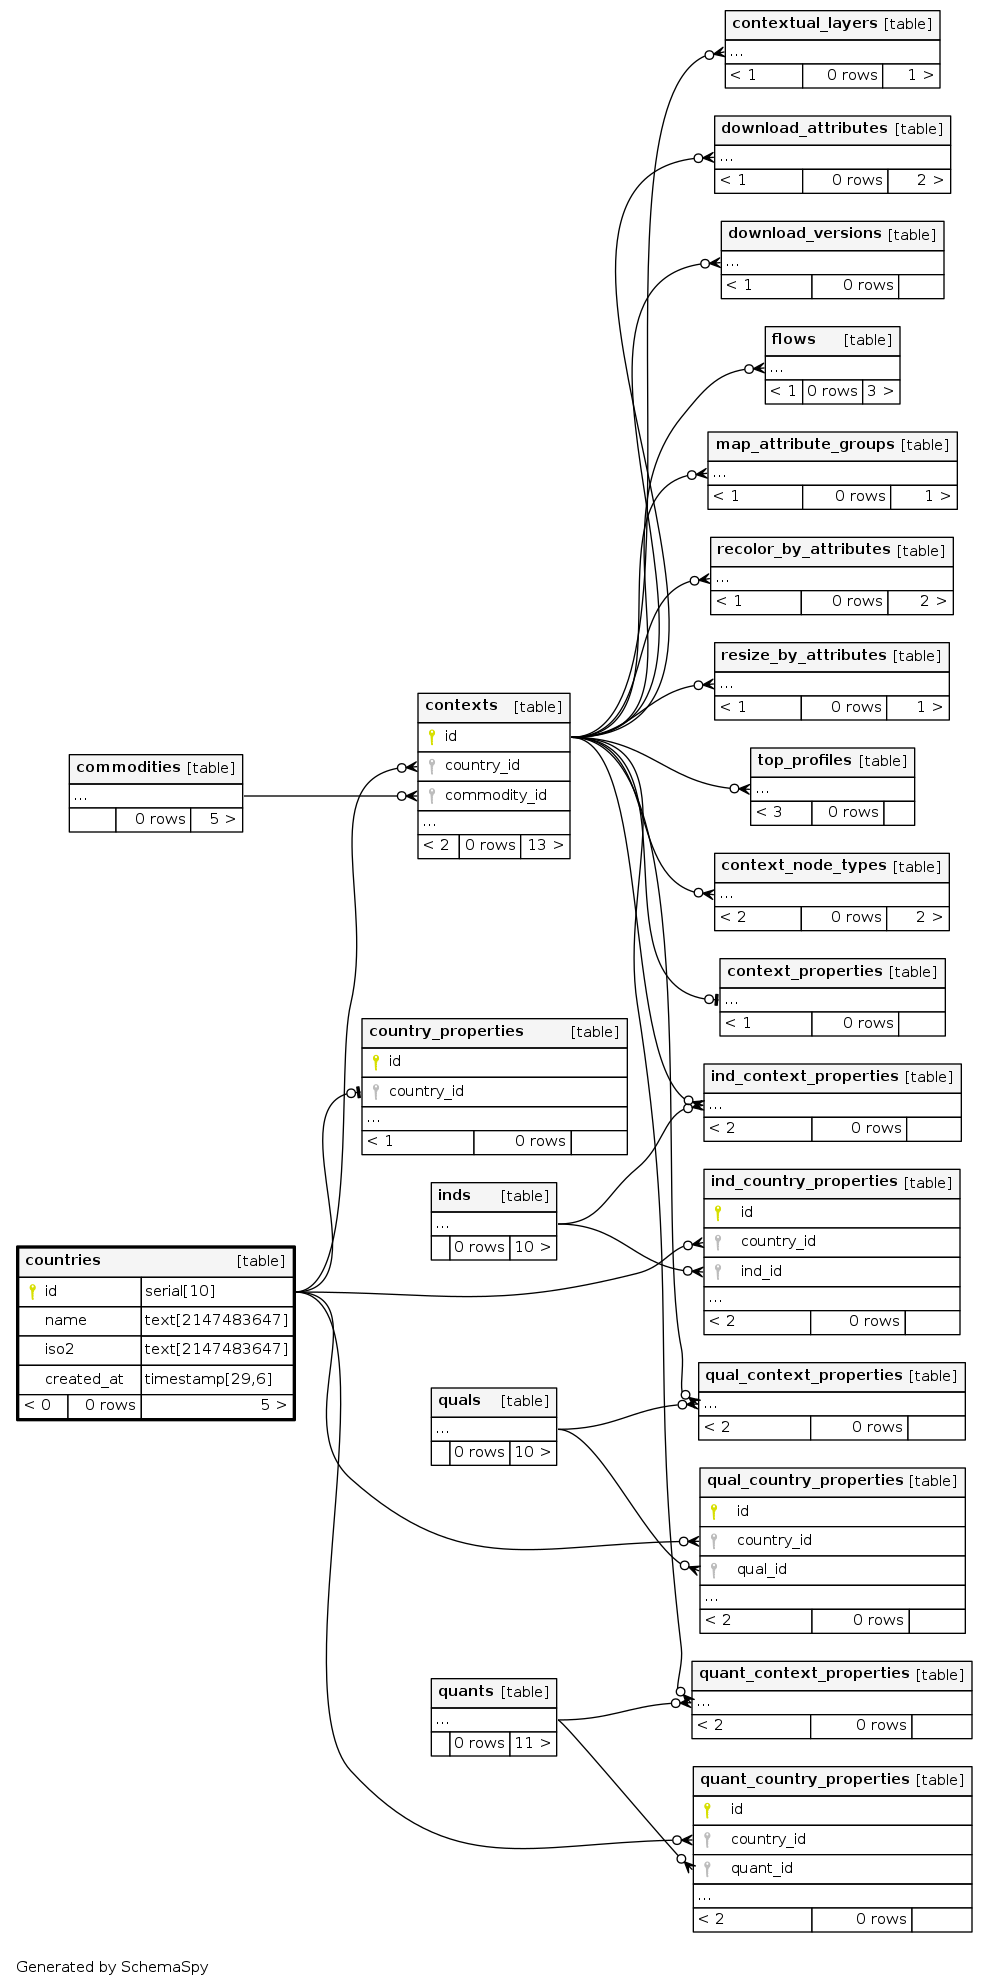 contextual_layers [table]
...
< 1 0 rows 1 >
download_attributes [table]
...
< 1 0 rows 2 >
download_versions [table]
...
< 1 0 rows
flows [table]
...
< 1 0 rows 3 >
map_attribute_groups [table]
...
< 1 0 rows 1 >
recolor_by_attributes [table]
...
< 1 0 rows 2 >
resize_by_attributes [table]
...
< 1 0 rows 1 >
contexts [table]
id
country_id
commodity_id
...
< 2 0 rows 13 >
commodities [table]
...
0 rows 5 >
top_profiles [table]
...
< 3 0 rows
context_node_types [table]
...
< 2 0 rows 2 >
context_properties [table]
...
< 1 0 rows
country_properties [table]
id
country_id
...
< 1 0 rows
ind_context_properties [table]
...
< 2 0 rows
inds [table]
...
0 rows 10 >
ind_country_properties [table]
id
country_id
ind_id
...
< 2 0 rows
countries [table]
id serial[10]
name text[2147483647]
iso2 text[2147483647]
created_at timestamp[29,6]
< 0 0 rows 5 >
quals [table]
...
0 rows 10 >
qual_context_properties [table]
...
< 2 0 rows
qual_country_properties [table]
id
country_id
qual_id
...
< 2 0 rows
quants [table]
...
0 rows 11 >
quant_context_properties [table]
...
< 2 0 rows
quant_country_properties [table]
id
country_id
quant_id
...
< 2 0 rows
Generated by SchemaSpy